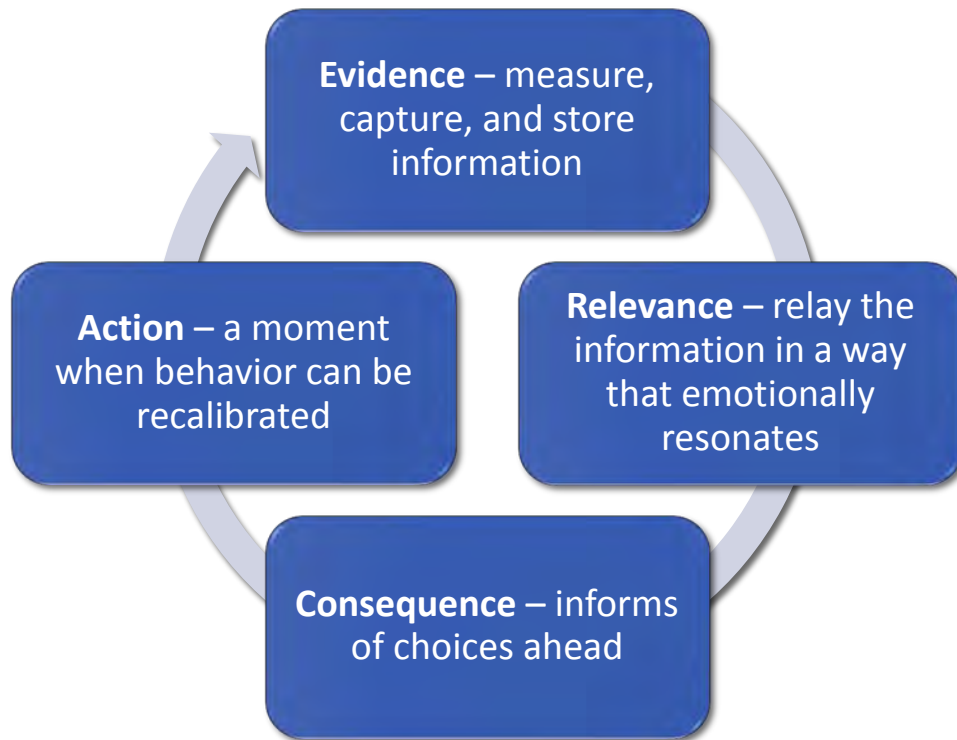 Evidence – measure,
capture, and store
information
Relevance – relay the
information in a way
that emotionally
resonates
Consequence – informs
of choices ahead
Action – a moment
when behavior can be
recalibrated